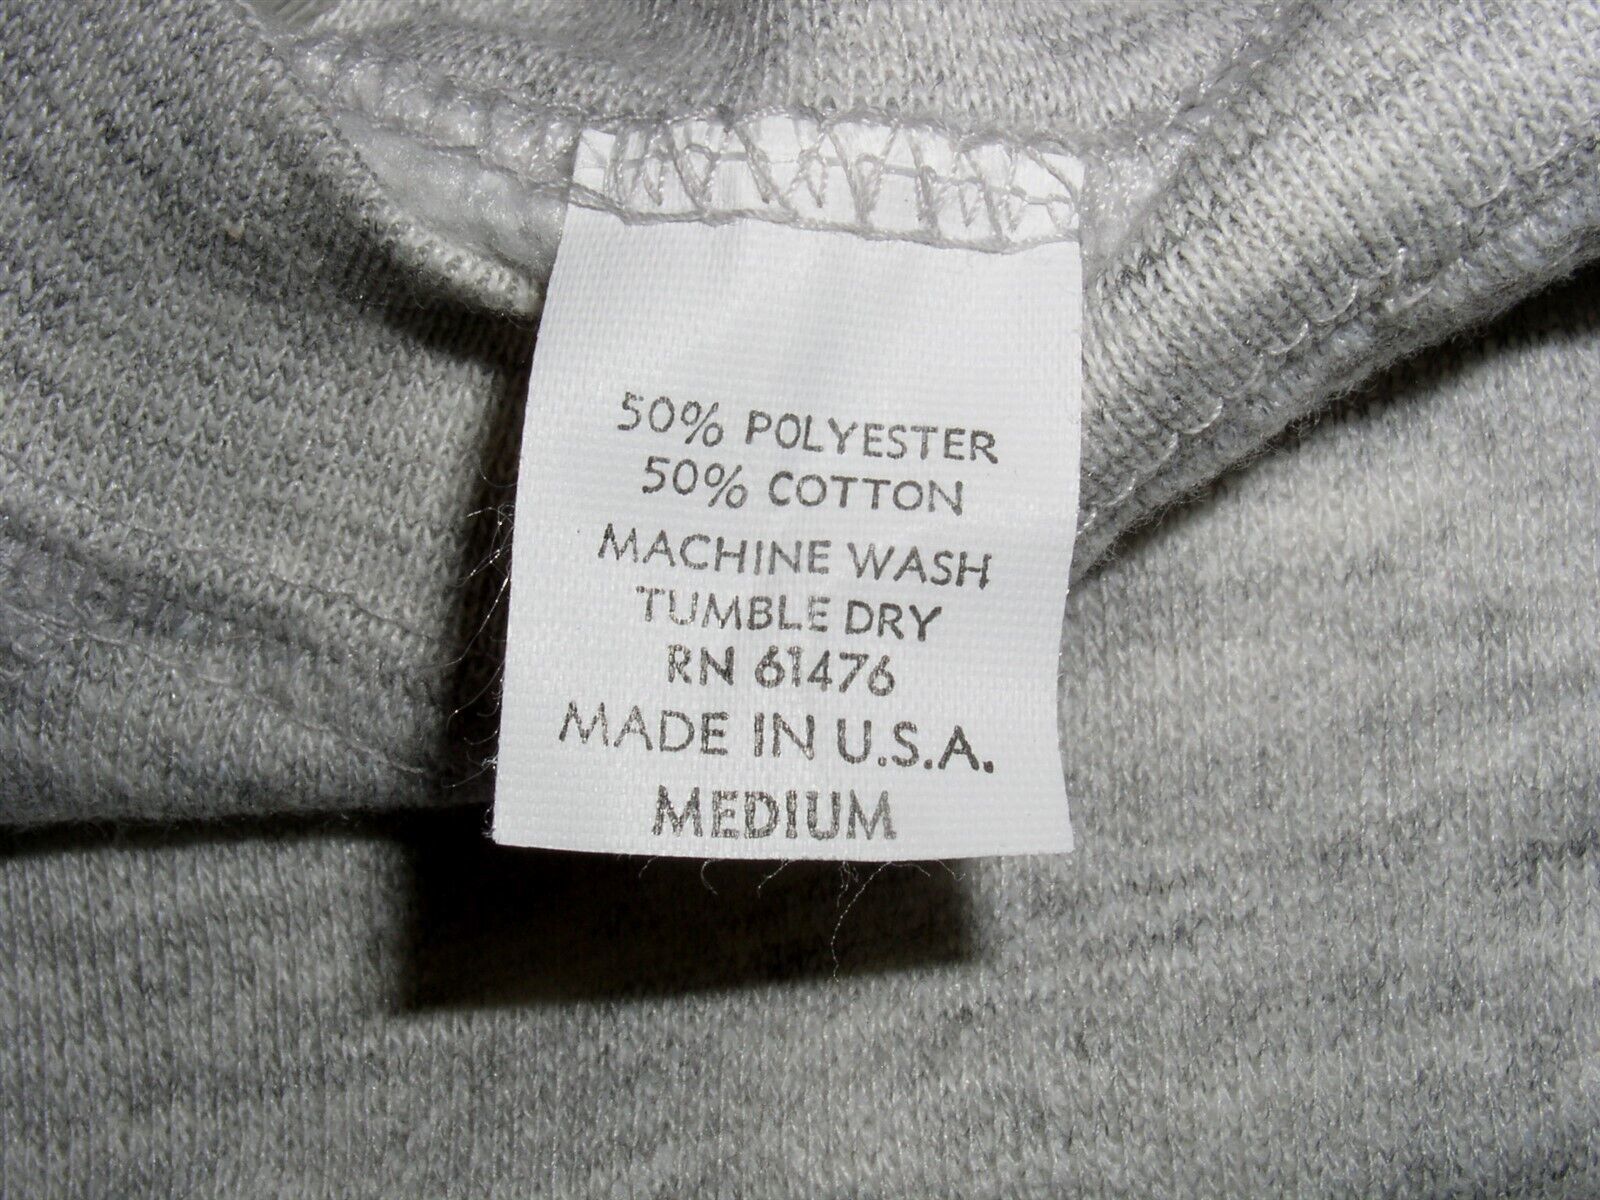 50% POLYESTER
50% COTTON
MACHINE WASH
TUMBLE DRY
RN 61476
MADE IN U.S.A.
MEDIUM